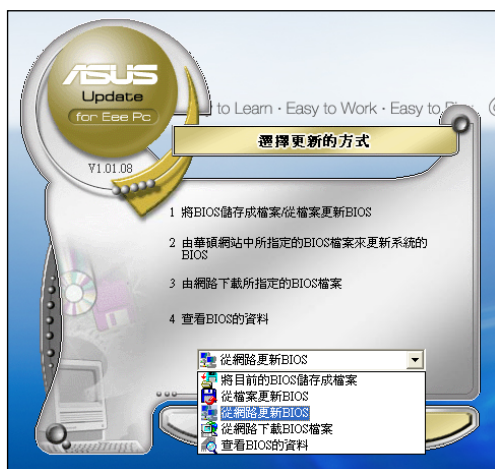 ASUS
Update
for Eee Pc
V1.01.08
to Learn · Easy to Work · Easy to
選擇更新的方式
1 將BIOS儲存成檔案/從檔案更新BIOS
2 由華碩網站中所指定的BIOS檔案來更新系統的
BIOS
3 由網路下載所指定的BIOS檔案
4 查看BIOS的資料
從網路更新BIOS
將目前的BIOS儲存成檔案
從檔案更新BIOS
從網路更新BIOS
從網路下載BIOS檔案
查看BIOS的資料